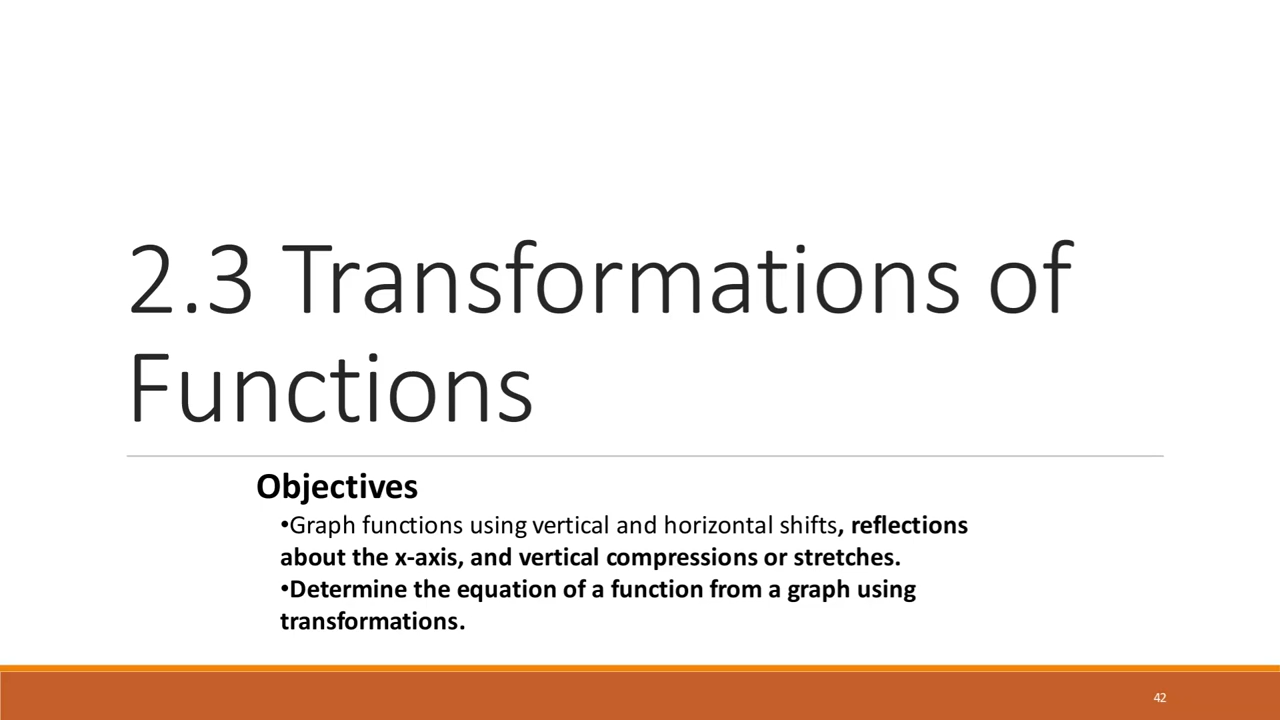 2.3 Transformations of
Functions
Objectives
•Graph functions using vertical and horizontal shifts, reflections
about the x-axis, and vertical compressions or stretches.
•Determine the equation of a function from a graph using
transformations.
42